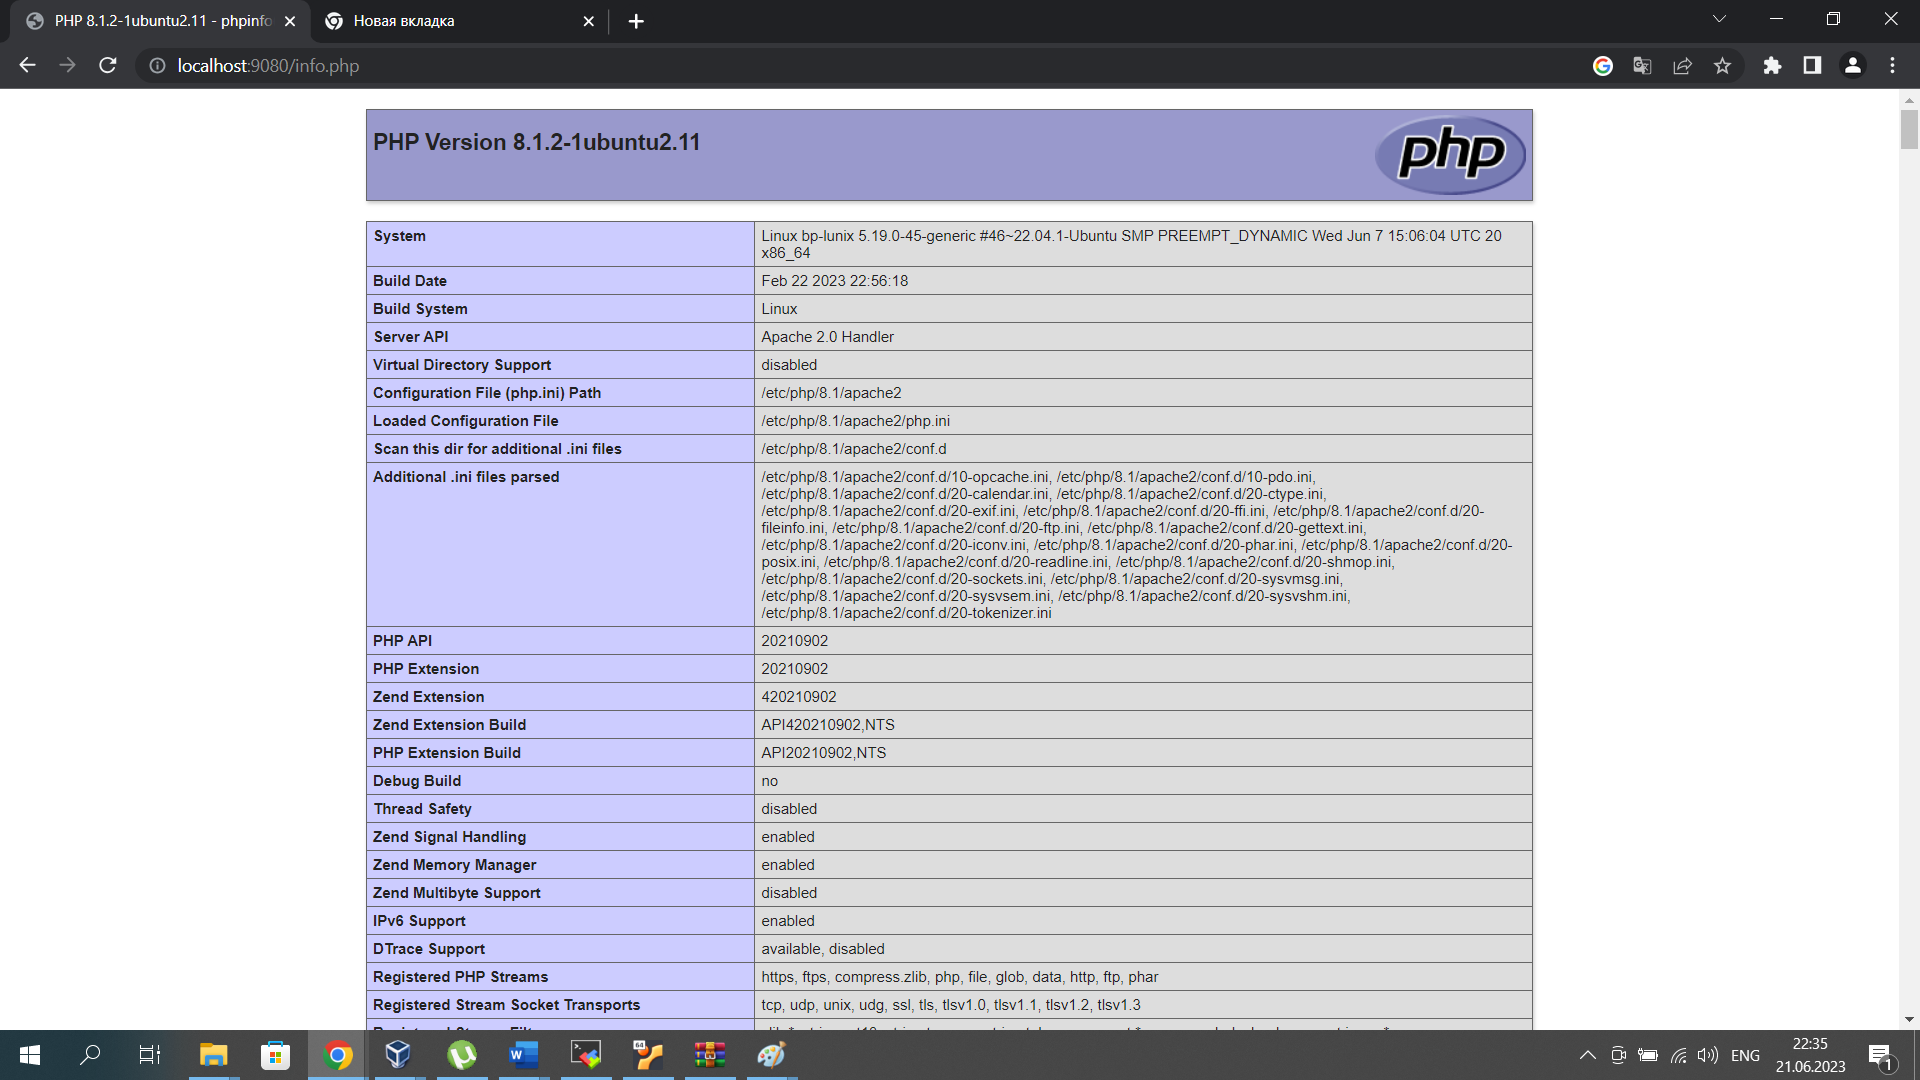 PHP 8.1.2-1ubuntu2.11 - phpinfo
Новая вкладка
localhost:9080/info.php
PHP Version 8.1.2-1ubuntu2.11
php
System
Linux bp-lunix 5.19.0-45-generic #46~22.04.1-Ubuntu SMP PREEMPT_DYNAMIC Wed Jun 7 15:06:04 UTC 20
x86_64
Build Date
Feb 22 2023 22:56:18
Build System
Linux
Server API
Apache 2.0 Handler
Virtual Directory Support
disabled
Configuration File (php.ini) Path
/etc/php/8.1/apache2
Loaded Configuration File
/etc/php/8.1/apache2/php.ini
Scan this dir for additional .ini files
/etc/php/8.1/apache2/conf.d
Additional .ini files parsed
/etc/php/8.1/apache2/conf.d/10-opcache.ini, /etc/php/8.1/apache2/conf.d/10-pdo.ini,
/etc/php/8.1/apache2/conf.d/20-calendar.ini, /etc/php/8.1/apache2/conf.d/20-ctype.ini,
/etc/php/8.1/apache2/conf.d/20-exif.ini, /etc/php/8.1/apache2/conf.d/20-ffi.ini, /etc/php/8.1/apache2/conf.d/20-
fileinfo.ini, /etc/php/8.1/apache2/conf.d/20-ftp.ini, /etc/php/8.1/apache2/conf.d/20-gettext.ini,
/etc/php/8.1/apache2/conf.d/20-iconv.ini, /etc/php/8.1/apache2/conf.d/20-phar.ini, /etc/php/8.1/apache2/conf.d/20-
posix.ini, /etc/php/8.1/apache2/conf.d/20-readline.ini, /etc/php/8.1/apache2/conf.d/20-shmop.ini,
/etc/php/8.1/apache2/conf.d/20-sockets.ini, /etc/php/8.1/apache2/conf.d/20-sysvmsg.ini,
/etc/php/8.1/apache2/conf.d/20-sysvsem.ini, /etc/php/8.1/apache2/conf.d/20-sysvshm.ini,
/etc/php/8.1/apache2/conf.d/20-tokenizer.ini
PHP API
20210902
PHP Extension
20210902
Zend Extension
420210902
Zend Extension Build
API420210902,NTS
PHP Extension Build
API20210902,NTS
Debug Build
no
Thread Safety
disabled
Zend Signal Handling
enabled
Zend Memory Manager
enabled
Zend Multibyte Support
disabled
IPv6 Support
enabled
DTrace Support
available, disabled
Registered PHP Streams
https, ftps, compress.zlib, php, file, glob, data, http, ftp, phar
Registered Stream Socket Transports
tcp, udp, unix, udg, ssl, tls, tlsv1.0, tlsv1.1, tlsv1.2, tlsv1.3
ENG
22:35
21.06.2023
1